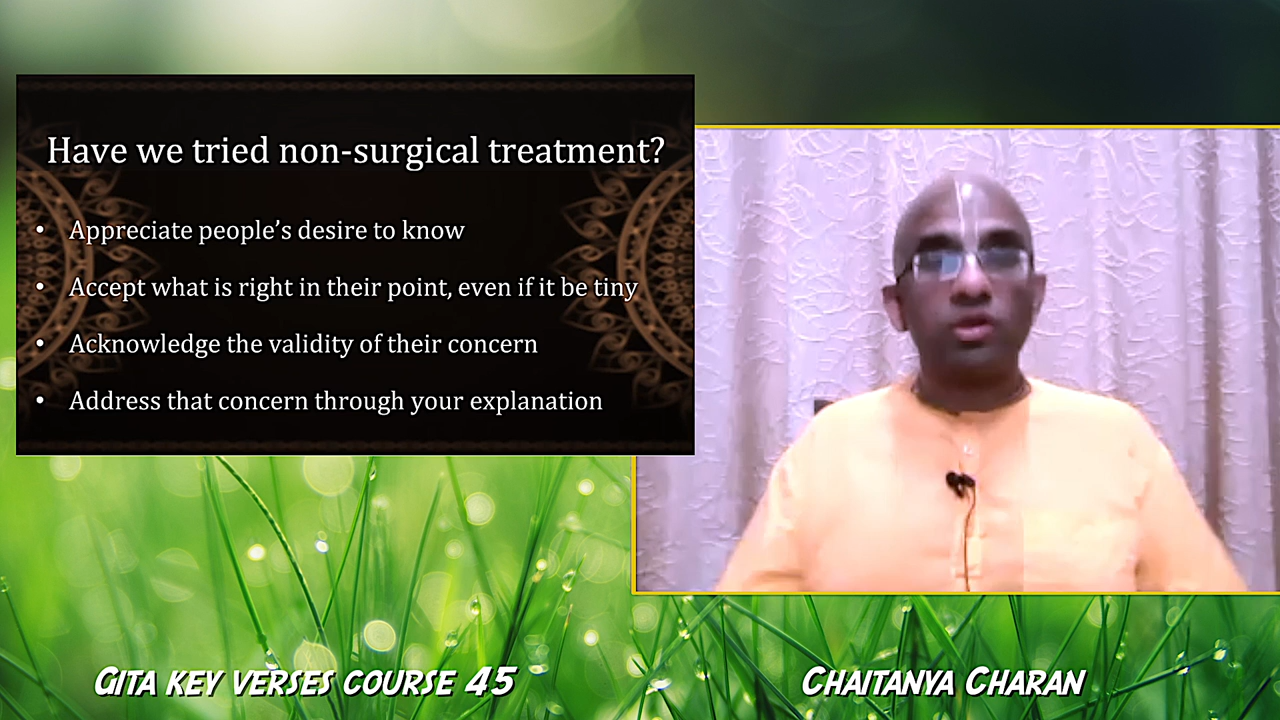 Have we tried non-surgical treatment?
• Appreciate people’s desire to know
• Accept what is right in their point, even if it be tiny
• Acknowledge the validity of their concern
• Address that concern through your explanation
Gita key verses course 45
Chaitanya Charan